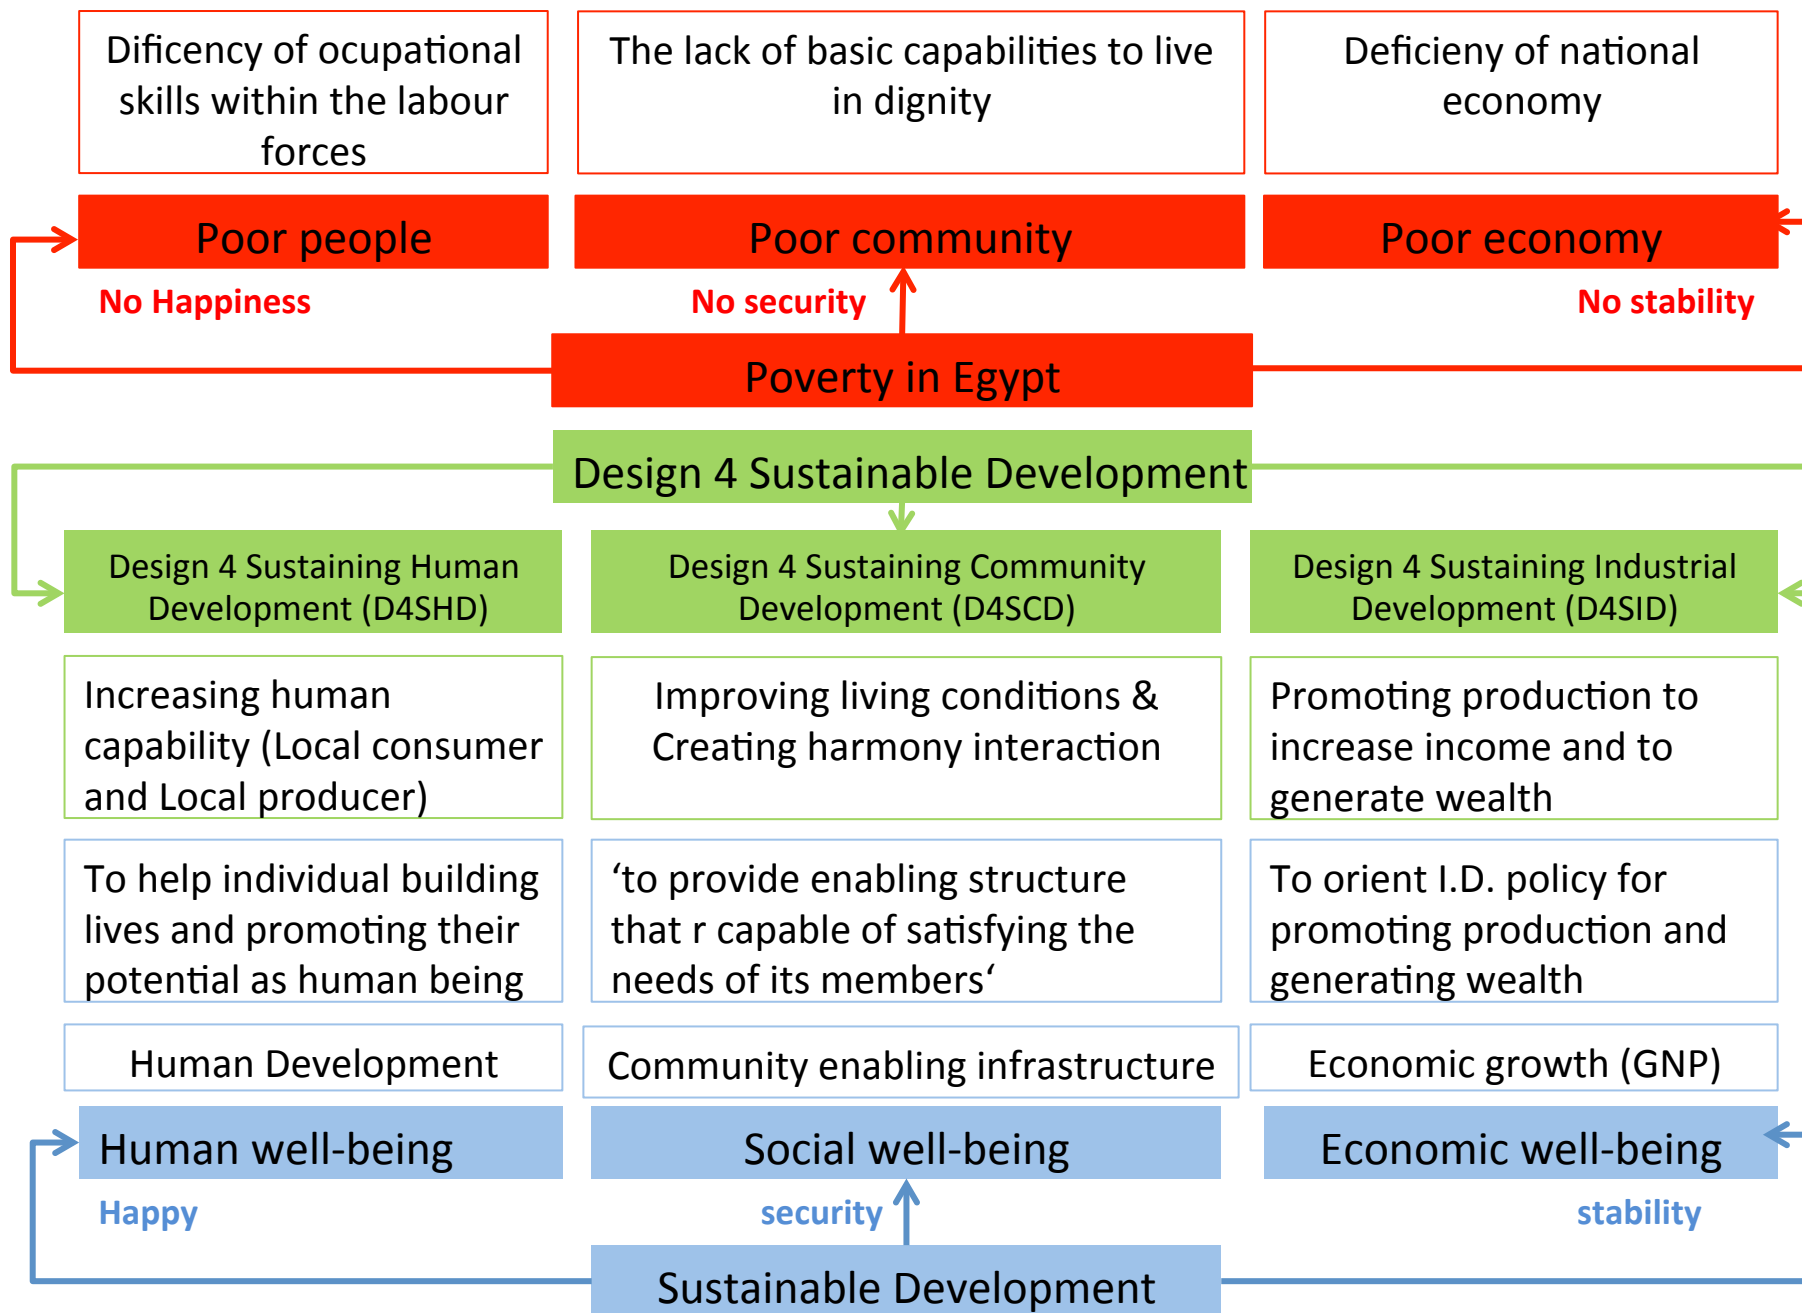 Dificency of ocupational
skills within the labour
forces
The lack of basic capabilities to live
in dignity
Deficieny of national
economy
Poor people
Poor community
Poor economy
No Happiness
No security
No stability
Poverty in Egypt
Design 4 Sustainable Development
Design 4 Sustaining Human
Development (D4SHD)
Design 4 Sustaining Community
Development (D4SCD)
Design 4 Sustaining Industrial
Development (D4SID)
Increasing human
capability (Local consumer
and Local producer)
Improving living conditions &
Creating harmony interaction
Promoting production to
increase income and to
generate wealth
To help individual building
lives and promoting their
potential as human being
‘to provide enabling structure
that r capable of satisfying the
needs of its members‘
To orient I.D. policy for
promoting production and
generating wealth
Human Development
Community enabling infrastructure
Economic growth (GNP)
Human well-being
Social well-being
Economic well-being
Happy
security
stability
Sustainable Development